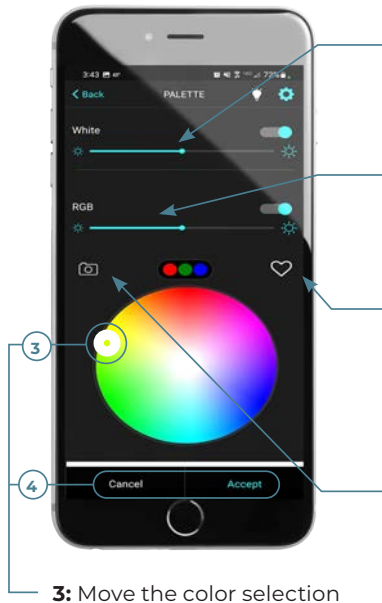 3:43
72%
Back PALETTE
White
RGB
3
4
Cancel Accept
3: Move the color selection